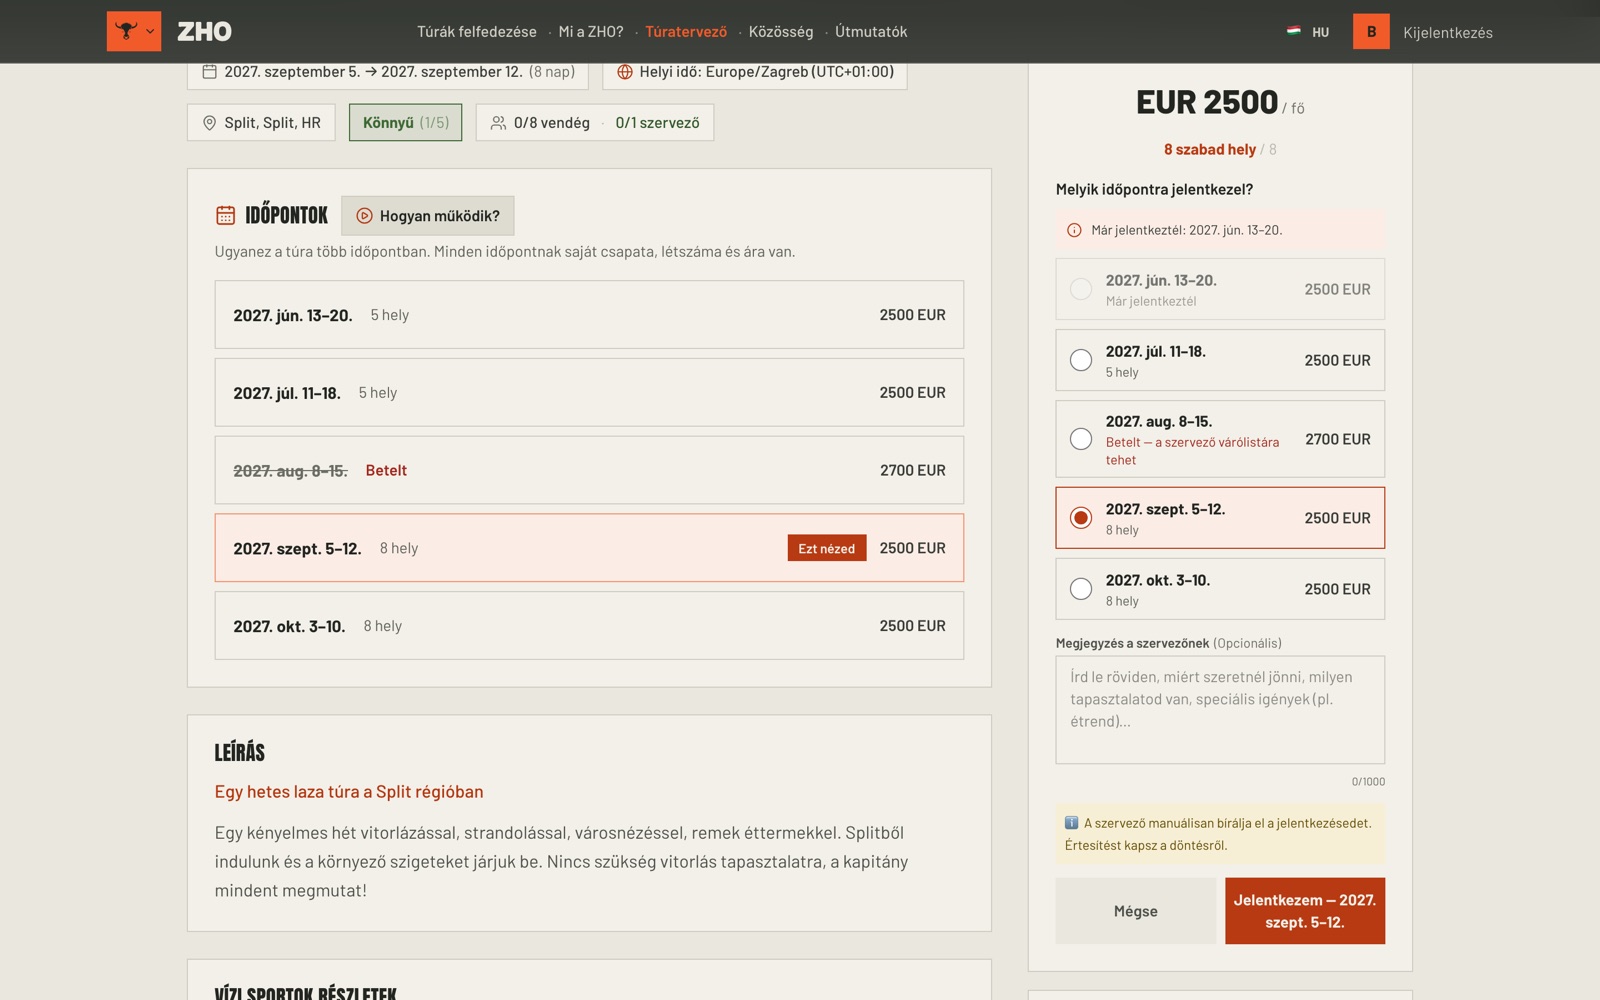 ZHO
Túrák felfedezése · Mi a ZHO? · Túratervező · Közösség · Útmutatók
HU
B
Kijelentkezés
2027. szeptember 5. → 2027. szeptember 12. (8 nap)
Helyi idő: Europe/Zagreb (UTC+01:00)
Split, Split, HR
Könnyű (1/5)
0/8 vendég · 0/1 szervező
IDŐPONTOK
Hogyan működik?
Ugyanez a túra több időpontban. Minden időpontnak saját csapata, létszáma és ára van.
2027. jún. 13–20. 5 hely 2500 EUR
2027. júl. 11–18. 5 hely 2500 EUR
2027. aug. 8–15. Betelt 2700 EUR
2027. szept. 5–12. 8 hely Ezt nézed 2500 EUR
2027. okt. 3–10. 8 hely 2500 EUR
LEÍRÁS
Egy hetes laza túra a Split régióban
Egy kényelmes hét vitorlázással, strandolással, városnézéssel, remek éttermekkel. Splitből
indulunk és a környező szigeteket járjuk be. Nincs szükség vitorlás tapasztalatra, a kapitány
mindent megmutat!
VÍZI SPORTOK RÉSZLETEK
EUR 2500 / fő
8 szabad hely / 8
Melyik időpontra jelentkezel?
Már jelentkeztél: 2027. jún. 13–20.
2027. jún. 13–20.
Már jelentkeztél
2500 EUR
2027. júl. 11–18.
5 hely
2500 EUR
2027. aug. 8–15.
Betelt — a szervező várólistára
tehet
2700 EUR
2027. szept. 5–12.
8 hely
2500 EUR
2027. okt. 3–10.
8 hely
2500 EUR
Megjegyzés a szervezőnek (Opcionális)
Írd le röviden, miért szeretnél jönni, milyen
tapasztalatod van, speciális igények (pl.
étrend)...
0/1000
A szervező manuálisan bírálja el a jelentkezésedet.
Értesítést kapsz a döntésről.
Mégse
Jelentkezem — 2027.
szept. 5–12.